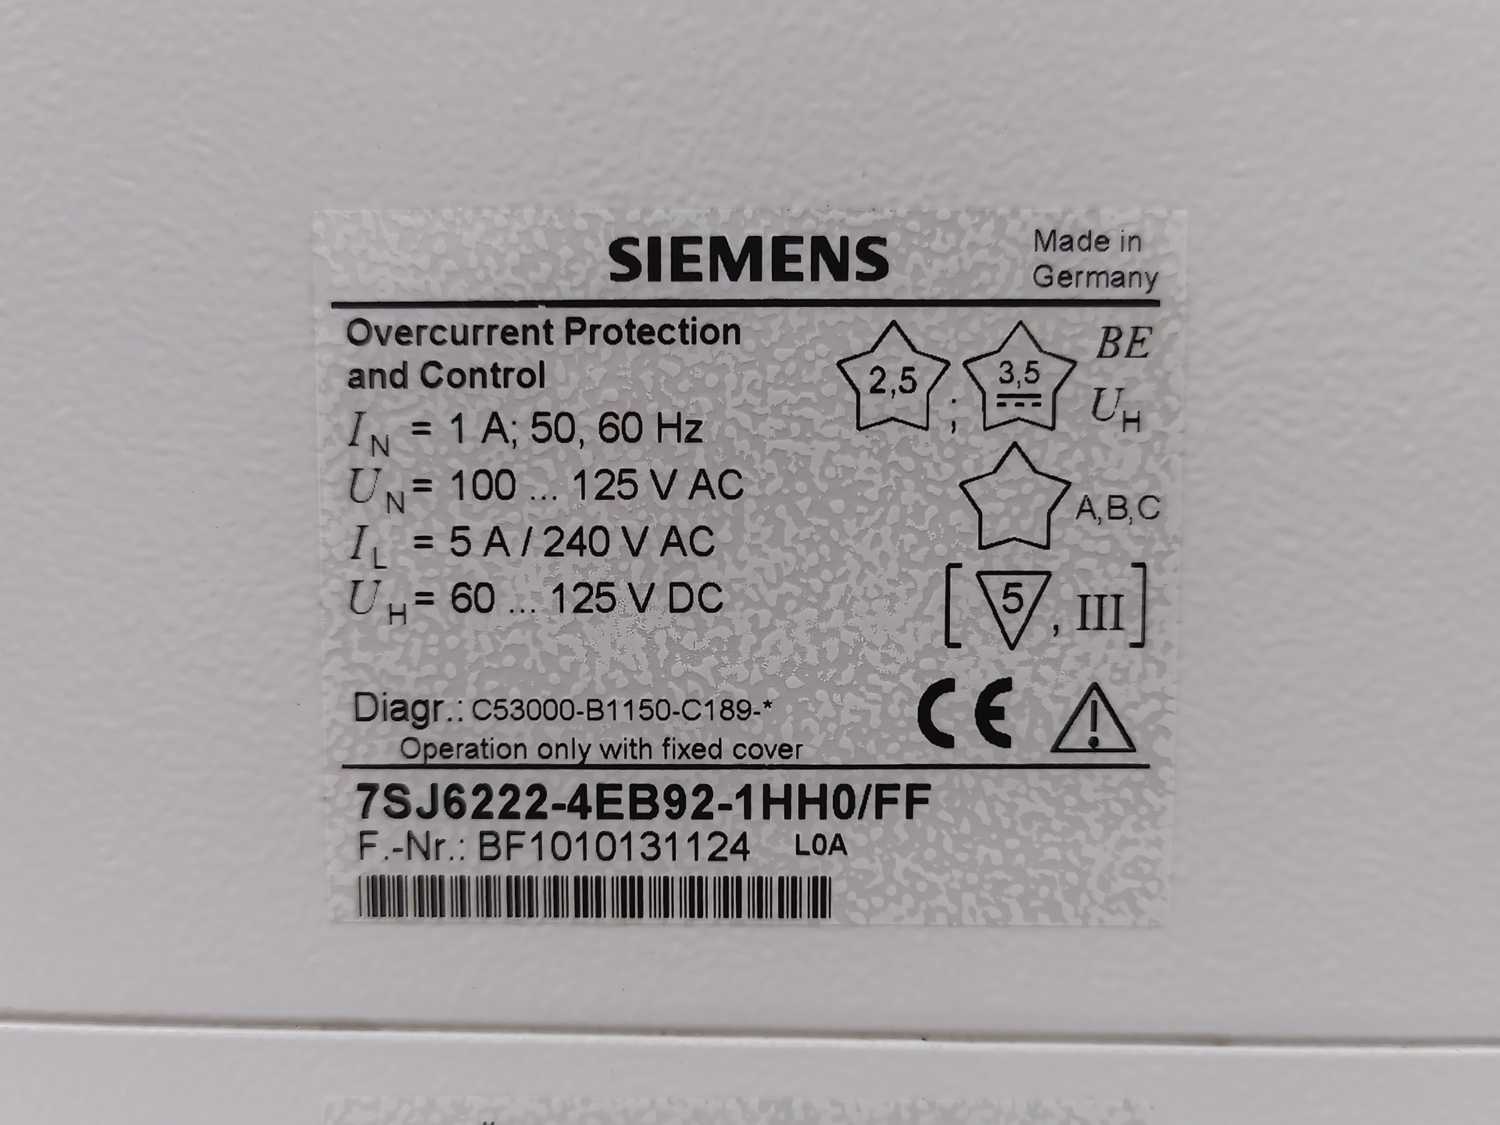 SIEMENS
Made in
Germany
Overcurrent Protection
and Control
IN = 1 A; 50, 60 Hz
UN = 100 ... 125 V AC
IL = 5 A / 240 V AC
UH = 60 ... 125 V DC
2,5 ; 3,5 BE
UH
A,B,C
[ 5 , III ]
Diagr.: C53000-B1150-C189-*
Operation only with fixed cover
CE !
7SJ6222-4EB92-1HH0/FF
F.-Nr.: BF1010131124 L0A